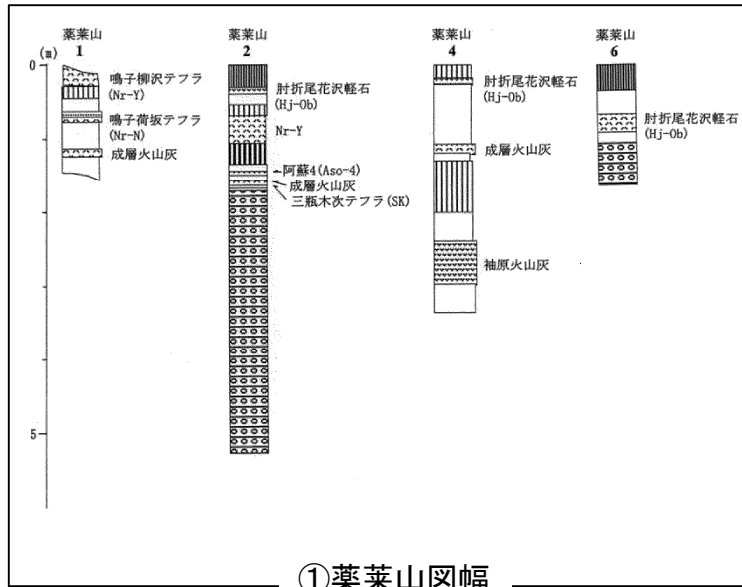 薬莱山
1
薬莱山
2
薬莱山
4
薬莱山
6
(m)
0
5
鳴子柳沢テフラ
(Nr-Y)
鳴子荷坂テフラ
(Nr-N)
成層火山灰
肘折尾花沢軽石
(Hj-Ob)
Nr-Y
阿蘇4(Aso-4)
成層火山灰
三瓶木次テフラ(SK)
肘折尾花沢軽石
(Hj-Ob)
成層火山灰
袖原火山灰
肘折尾花沢軽石
(Hj-Ob)
①薬莱山図幅